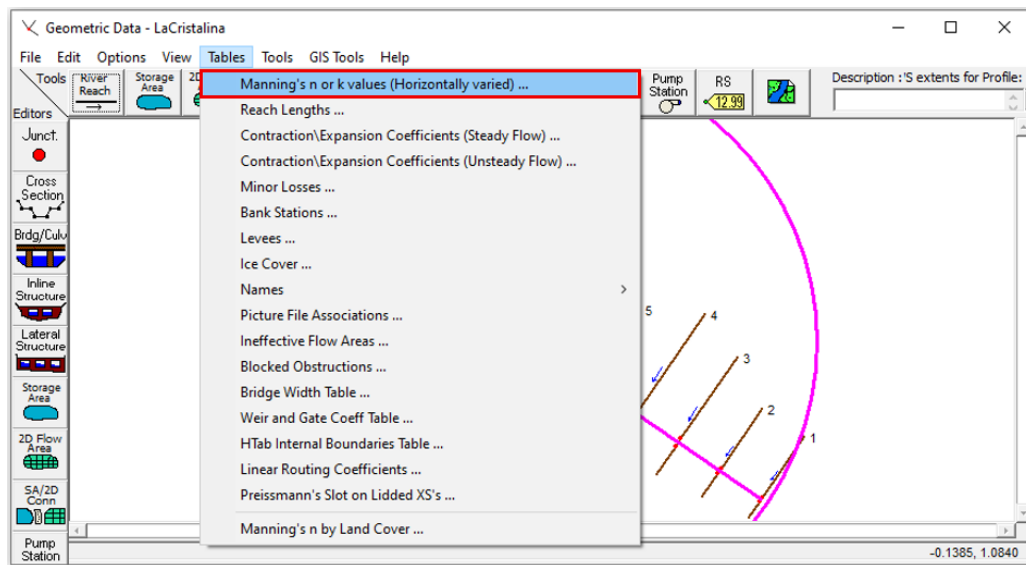 Geometric Data - LaCristalina
File Edit Options View Tables Tools GIS Tools Help
Tools
Editors
River
Reach
Storage
Area
Pump
Station
RS
12.99
Description :'S extents for Profile:
Manning's n or k values (Horizontally varied) ...
Reach Lengths ...
Contraction\Expansion Coefficients (Steady Flow) ...
Contraction\Expansion Coefficients (Unsteady Flow) ...
Minor Losses ...
Bank Stations ...
Levees ...
Ice Cover ...
Names
Picture File Associations ...
Ineffective Flow Areas ...
Blocked Obstructions ...
Bridge Width Table ...
Weir and Gate Coeff Table ...
HTab Internal Boundaries Table ...
Linear Routing Coefficients ...
Preissmann's Slot on Lidded XS's ...
Manning's n by Land Cover ...
Junct.
Cross
Section
Brdg/Culv
Inline
Structure
Lateral
Structure
Storage
Area
2D Flow
Area
SA/2D
Conn
Pump
Station
5
4
3
2
1
-0.1385, 1.0840